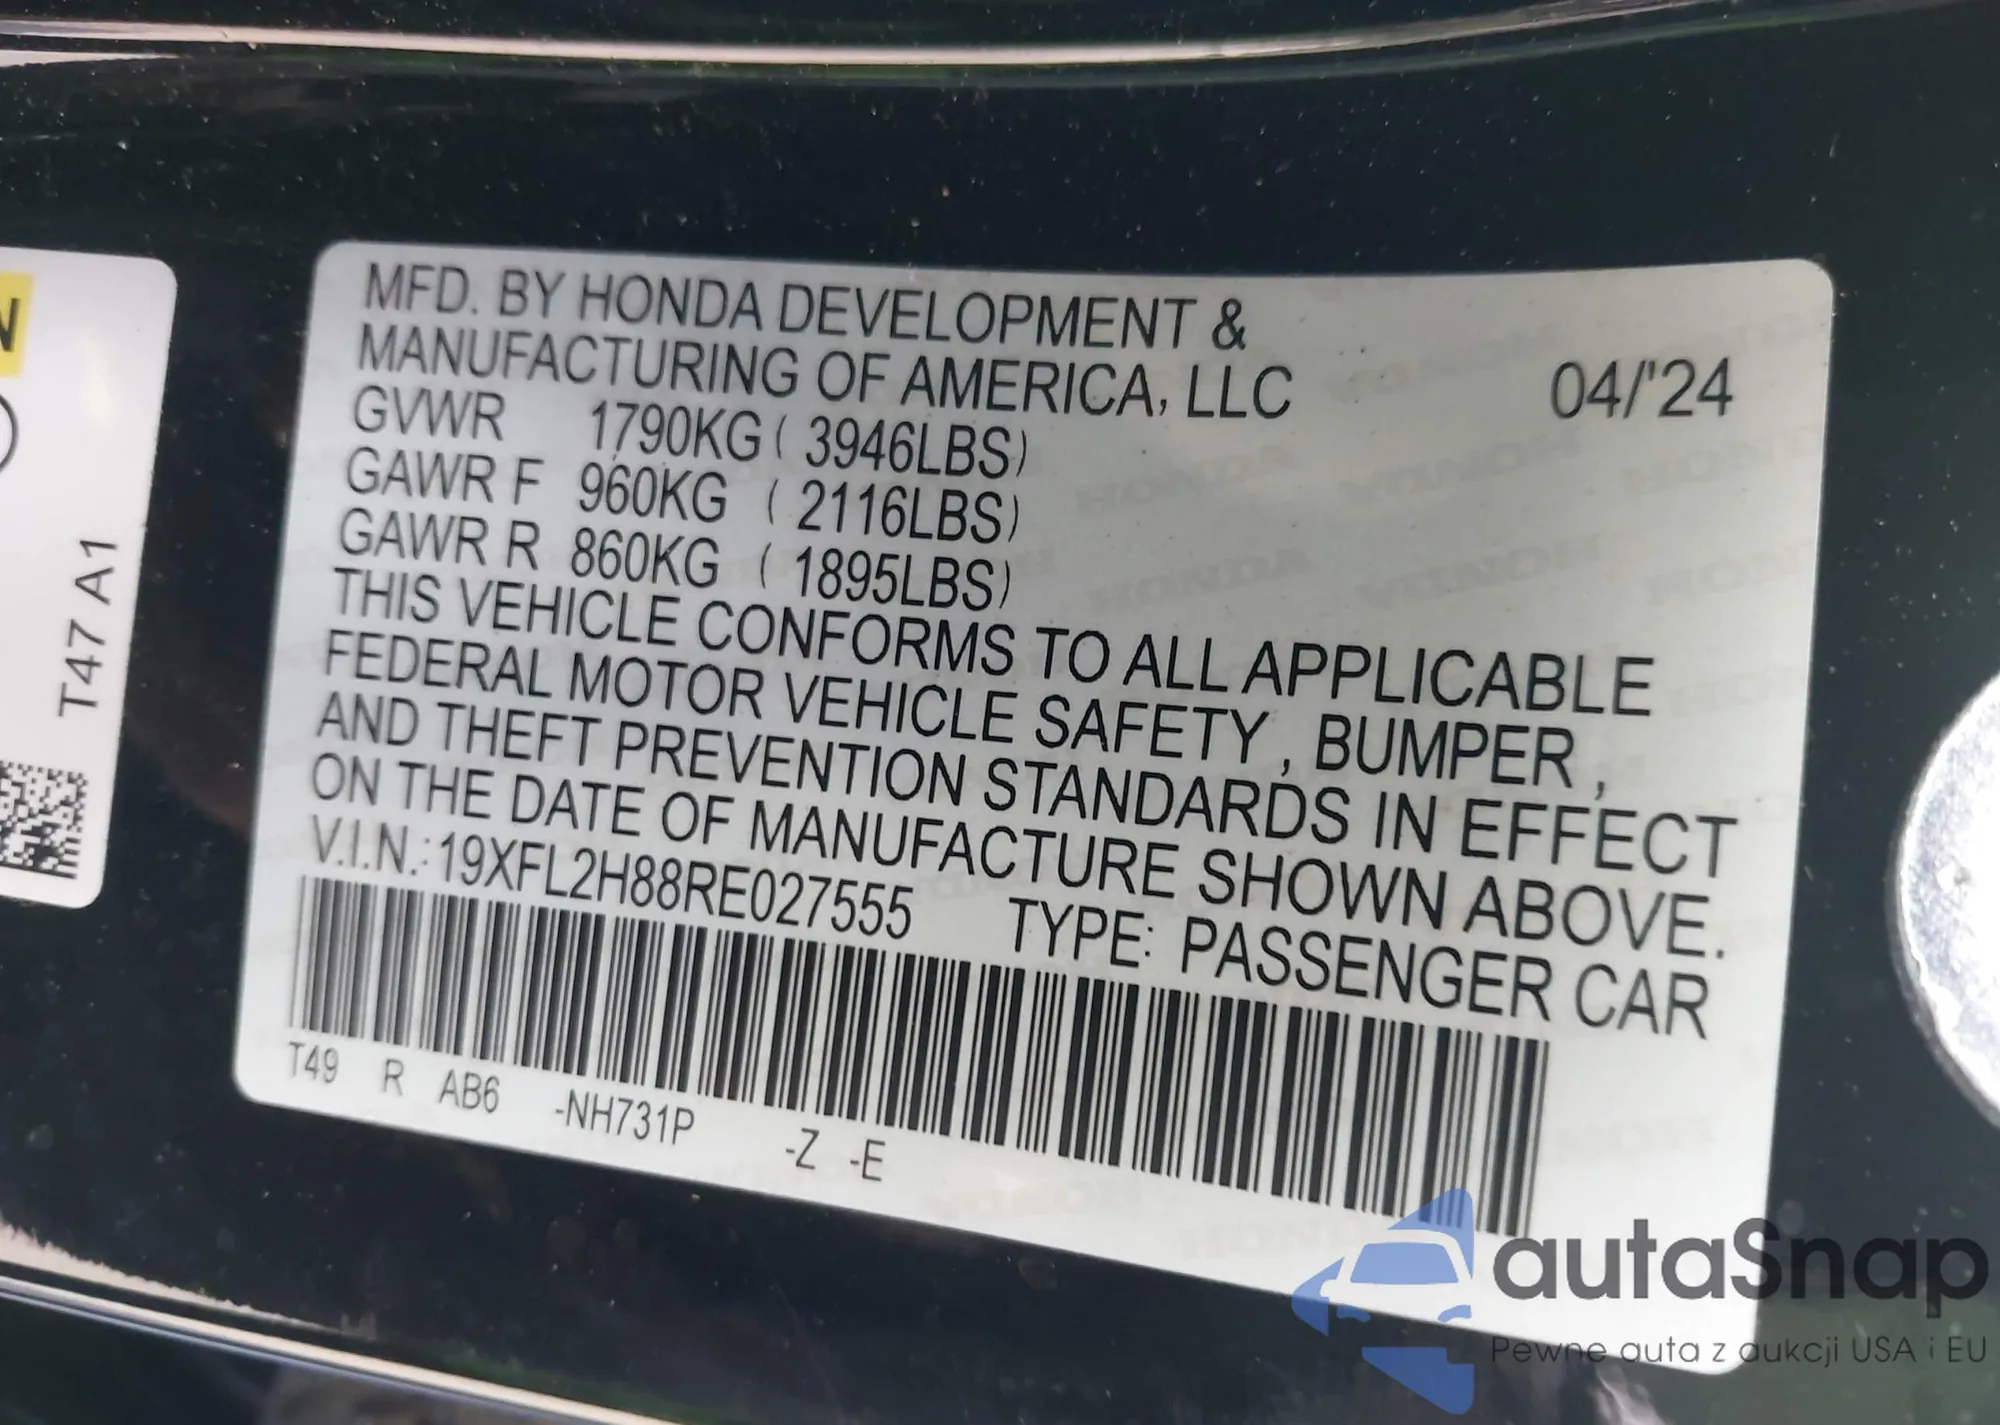 N
T47 A1
MFD. BY HONDA DEVELOPMENT &
MANUFACTURING OF AMERICA, LLC 04/'24
GVWR 1790KG ( 3946LBS)
GAWR F 960KG ( 2116LBS)
GAWR R 860KG ( 1895LBS)
THIS VEHICLE CONFORMS TO ALL APPLICABLE
FEDERAL MOTOR VEHICLE SAFETY , BUMPER ,
AND THEFT PREVENTION STANDARDS IN EFFECT
ON THE DATE OF MANUFACTURE SHOWN ABOVE.
V.I.N.: 19XFL2H88RE027555 TYPE: PASSENGER CAR
T49 R AB6 -NH731P -Z -E
autaSnap
Pewne auta z aukcji USA i EU